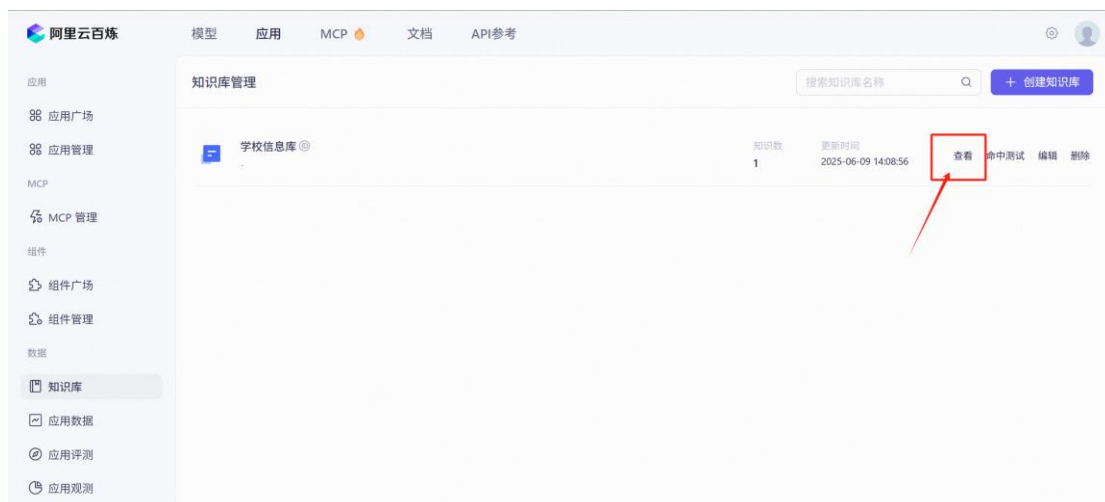 阿里云百炼 模型 应用 MCP 文档 API参考
应用
应用广场
应用管理
MCP
MCP 管理
组件
组件广场
组件管理
数据
知识库
应用数据
应用评测
应用观测
知识库管理 搜索知识库名称 + 创建知识库
学校信息库 知识数 更新时间
- 1 2025-06-09 14:08:56 查看 命中测试 编辑 删除